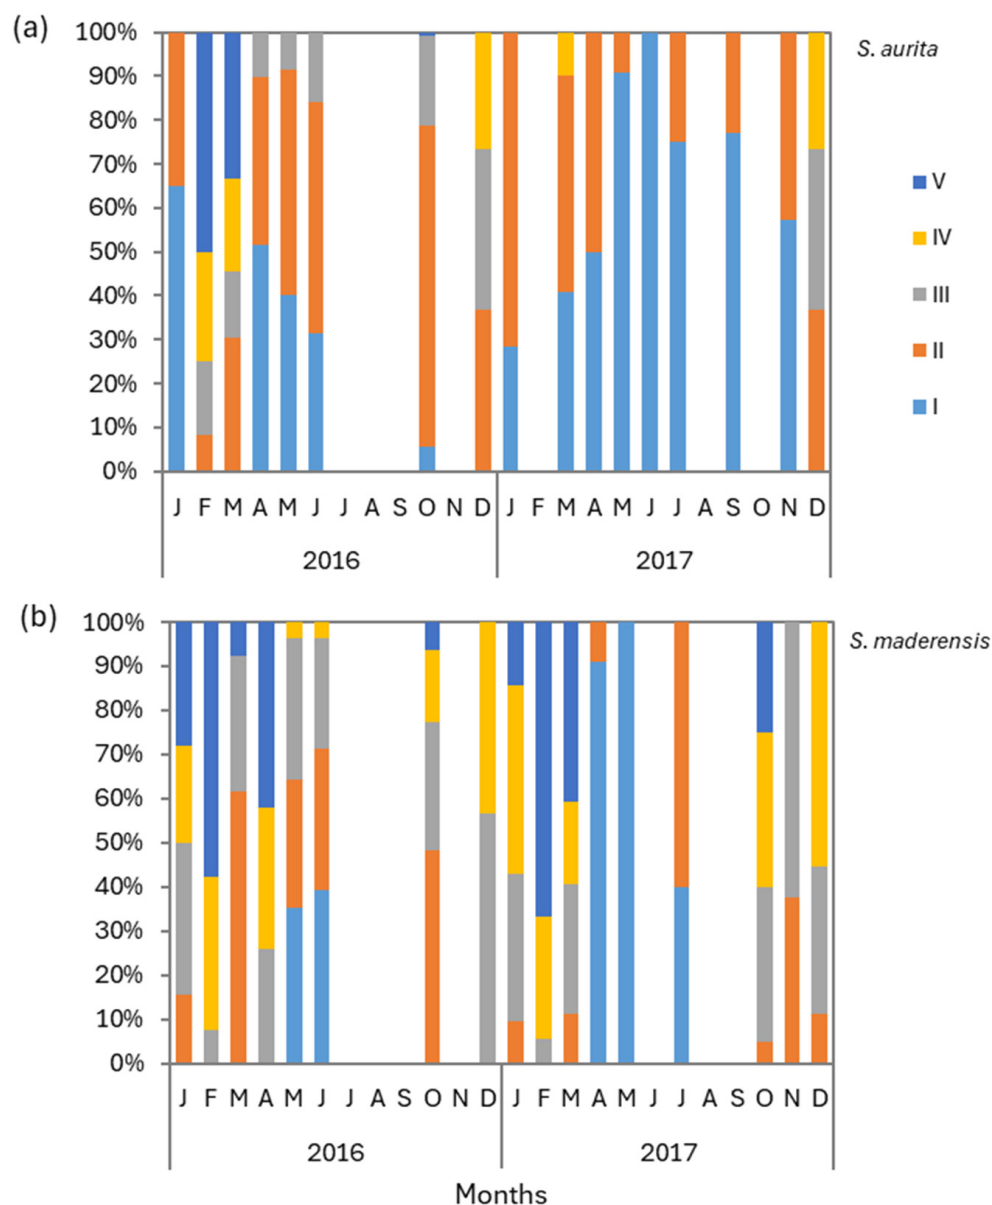 (a)
S. aurita
100%
90%
80%
70%
60%
50%
40%
30%
20%
10%
0%
V
IV
III
II
I
J F M A M J J A S O N D J F M A M J J A S O N D
2016 2017
(b)
S. maderensis
100%
90%
80%
70%
60%
50%
40%
30%
20%
10%
0%
J F M A M J J A S O N D J F M A M J J A S O N D
2016 2017
Months